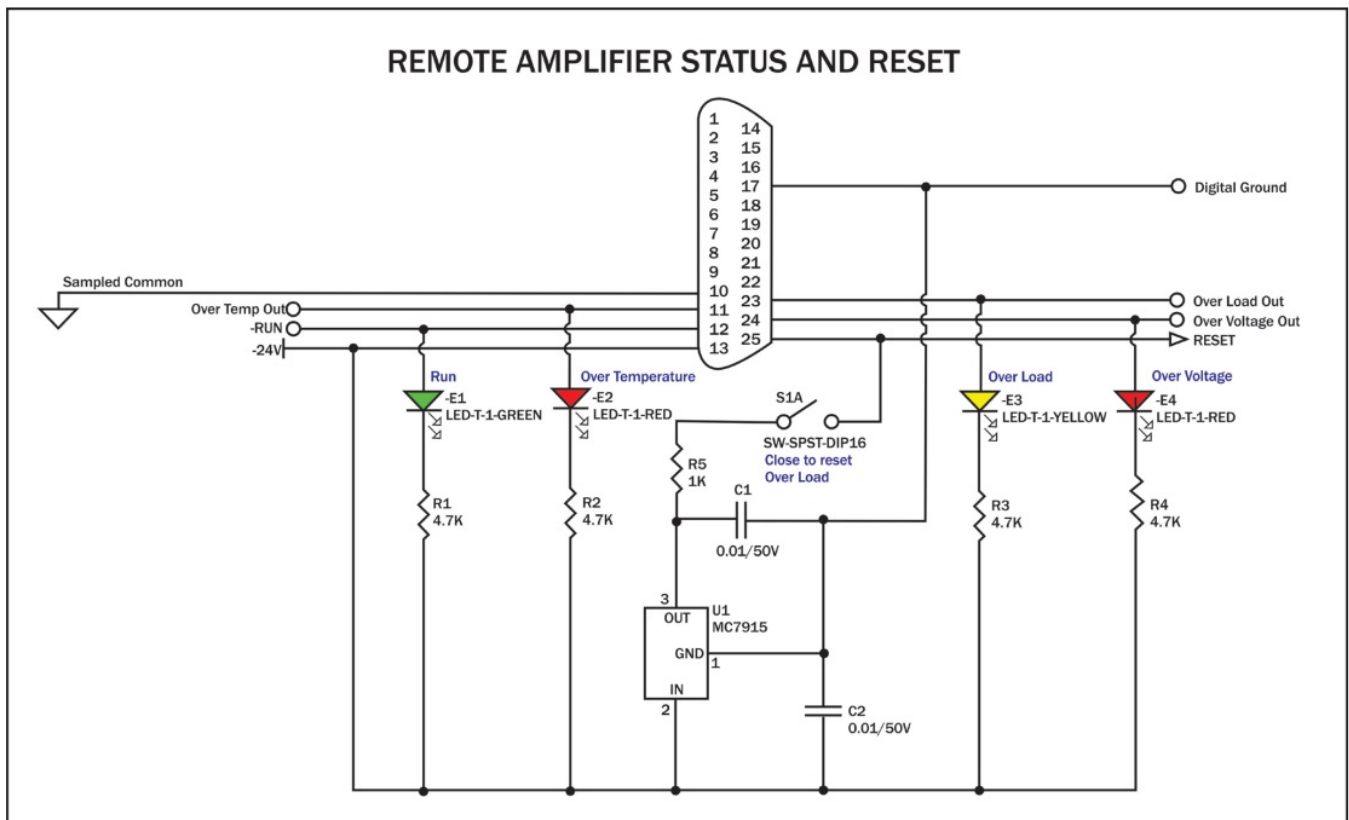 REMOTE AMPLIFIER STATUS AND RESET
1
14
2
15
3
16
4
17
5
18
6
19
7
20
8
21
9
22
10
23
11
24
12
25
13
Digital Ground
Sampled Common
Over Temp Out
-RUN
-24V
Over Load Out
Over Voltage Out
RESET
Run
-E1
LED-T-1-GREEN
Over Temperature
-E2
LED-T-1-RED
Over Load
-E3
LED-T-1-YELLOW
Over Voltage
-E4
LED-T-1-RED
S1A
SW-SPST-DIP16
Close to reset
Over Load
R5
1K
C1
0.01/50V
R1
4.7K
R2
4.7K
R3
4.7K
R4
4.7K
3
OUT
U1
MC7915
GND
1
IN
2
C2
0.01/50V